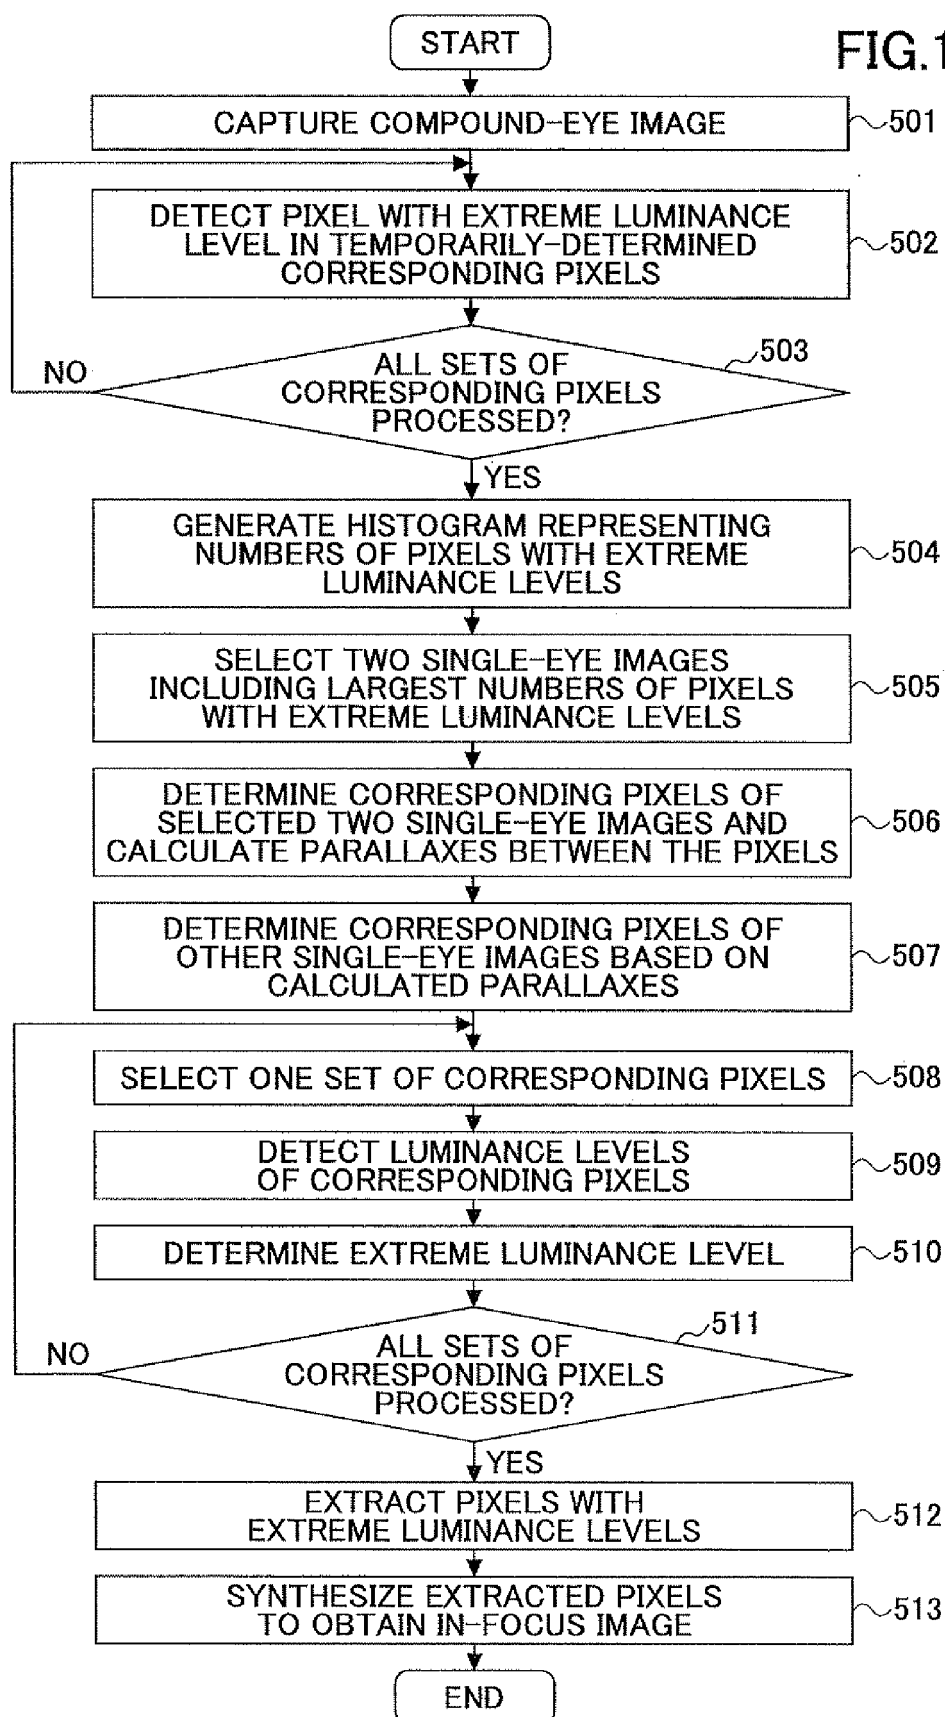 START
FIG.1
CAPTURE COMPOUND-EYE IMAGE
501
DETECT PIXEL WITH EXTREME LUMINANCE
LEVEL IN TEMPORARILY-DETERMINED
CORRESPONDING PIXELS
502
503
ALL SETS OF
CORRESPONDING PIXELS
PROCESSED?
NO
YES
GENERATE HISTOGRAM REPRESENTING
NUMBERS OF PIXELS WITH EXTREME
LUMINANCE LEVELS
504
SELECT TWO SINGLE-EYE IMAGES
INCLUDING LARGEST NUMBERS OF PIXELS
WITH EXTREME LUMINANCE LEVELS
505
DETERMINE CORRESPONDING PIXELS OF
SELECTED TWO SINGLE-EYE IMAGES AND
CALCULATE PARALLAXES BETWEEN THE PIXELS
506
DETERMINE CORRESPONDING PIXELS OF
OTHER SINGLE-EYE IMAGES BASED ON
CALCULATED PARALLAXES
507
SELECT ONE SET OF CORRESPONDING PIXELS
508
DETECT LUMINANCE LEVELS
OF CORRESPONDING PIXELS
509
DETERMINE EXTREME LUMINANCE LEVEL
510
511
ALL SETS OF
CORRESPONDING PIXELS
PROCESSED?
NO
YES
EXTRACT PIXELS WITH
EXTREME LUMINANCE LEVELS
512
SYNTHESIZE EXTRACTED PIXELS
TO OBTAIN IN-FOCUS IMAGE
513
END